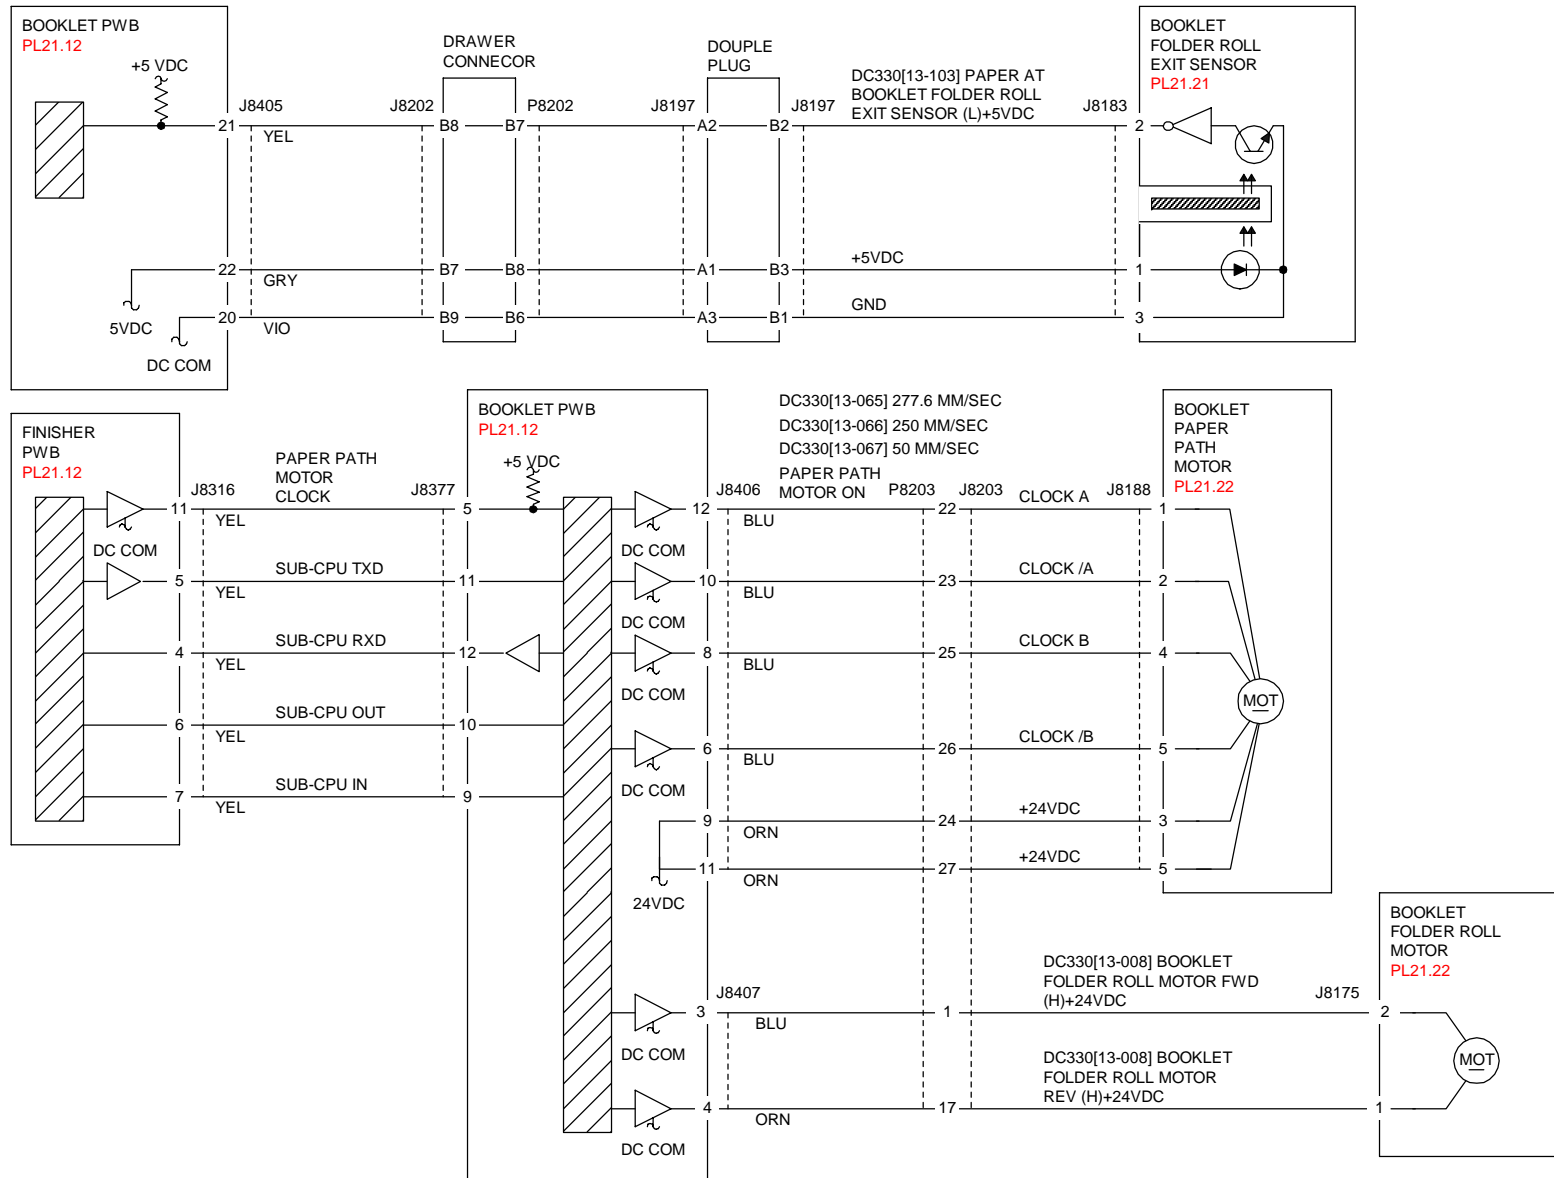 BOOKLET PWB
PL21.12
+5 VDC
J8405
21
YEL
22
GRY
5VDC
20
VIO
DC COM
DRAWER
CONNECOR
J8202
P8202
B8 B7
B7 B8
B9 B6
DOUPLE
PLUG
J8197
J8197
A2 B2
A1 B3
A3 B1
DC330[13-103] PAPER AT
BOOKLET FOLDER ROLL
EXIT SENSOR (L)+5VDC
+5VDC
GND
J8183
2
1
3
BOOKLET
FOLDER ROLL
EXIT SENSOR
PL21.21
FINISHER
PWB
PL21.12
DC COM
J8316
11
YEL
5
YEL
4
YEL
6
YEL
7
YEL
PAPER PATH
MOTOR
CLOCK
SUB-CPU TXD
SUB-CPU RXD
SUB-CPU OUT
SUB-CPU IN
J8377
5
11
12
10
9
BOOKLET PWB
PL21.12
+5 VDC
DC COM
DC COM
DC COM
DC COM
24VDC
DC COM
DC COM
J8406
12
BLU
10
BLU
8
BLU
6
BLU
9
ORN
11
ORN
DC330[13-065] 277.6 MM/SEC
DC330[13-066] 250 MM/SEC
DC330[13-067] 50 MM/SEC
PAPER PATH
MOTOR ON
P8203
J8203
22
23
25
26
24
27
CLOCK A
CLOCK /A
CLOCK B
CLOCK /B
+24VDC
+24VDC
J8188
1
2
4
5
3
5
BOOKLET
PAPER
PATH
MOTOR
PL21.22
MOT
J8407
3
BLU
4
ORN
1
17
DC330[13-008] BOOKLET
FOLDER ROLL MOTOR FWD
(H)+24VDC
DC330[13-008] BOOKLET
FOLDER ROLL MOTOR
REV (H)+24VDC
J8175
2
1
BOOKLET
FOLDER ROLL
MOTOR
PL21.22
MOT